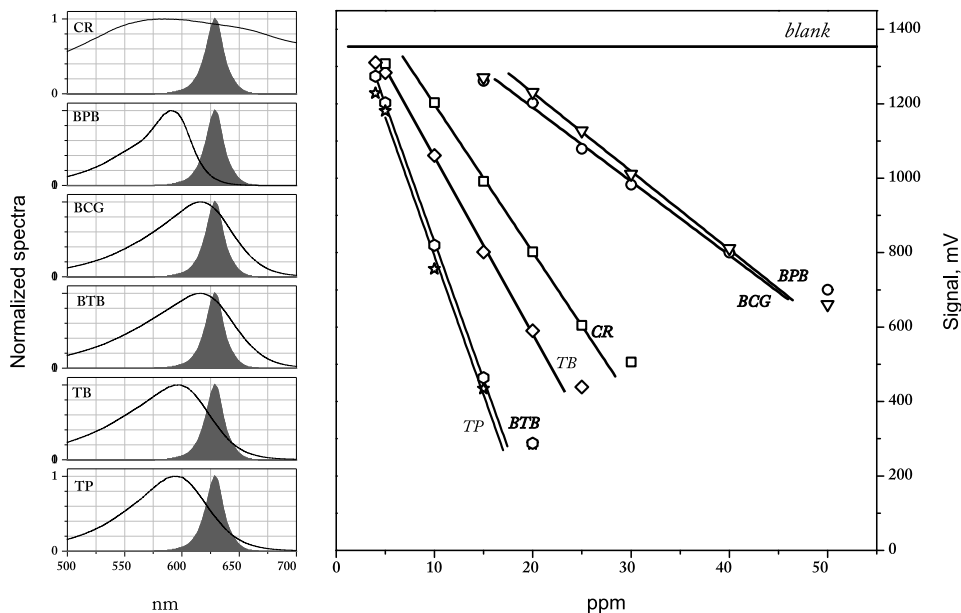 Normalized spectra
CR
1
0
BPB
0
BCG
0
BTB
0
TB
0
TP
1
0
500 550 600 650 700
nm
blank
BPB
BCG
CR
TB
BTB
TP
0 10 20 30 40 50
ppm
1400
1200
1000
800
600
400
200
0
Signal, mV